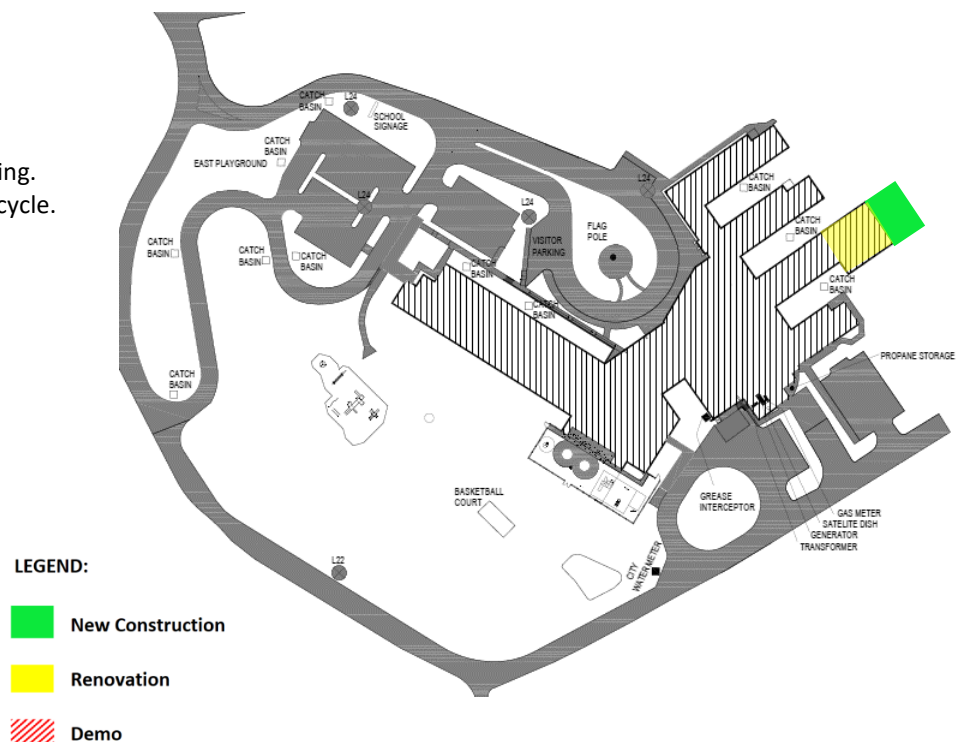 ing.
cycle.
CATCH
BASIN
L24
SCHOOL
SIGNAGE
CATCH
BASIN
EAST PLAYGROUND
L24
L24
L24
CATCH
BASIN
CATCH
BASIN
FLAG
POLE
VISITOR
PARKING
CATCH
BASIN
CATCH
BASIN
CATCH
BASIN
CATCH
BASIN
CATCH
BASIN
CATCH
BASIN
CATCH
BASIN
PROPANE STORAGE
CATCH
BASIN
BASKETBALL
COURT
GREASE
INTERCEPTOR
GAS METER
SATELITE DISH
GENERATOR
TRANSFORMER
L22
CITY
WATERMETER
LEGEND:
New Construction
Renovation
Demo